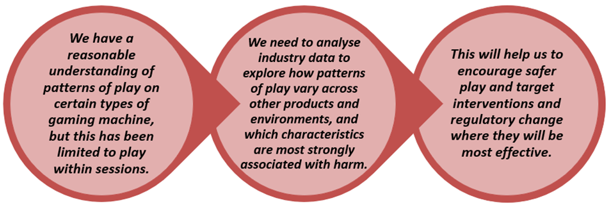 We have a
reasonable
understanding of
patterns of play on
certain types of
gaming machine,
but this has been
limited to play
within sessions.
We need to analyse
industry data to
explore how patterns
of play vary across
other products and
environments, and
which characteristics
are most strongly
associated with harm.
This will help us to
encourage safer
play and target
interventions and
regulatory change
where they will be
most effective.